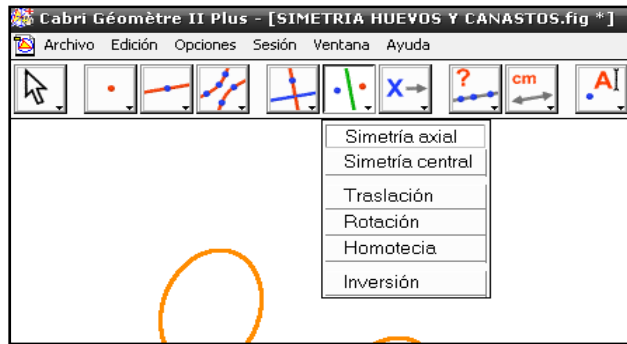 Cabri Géomètre II Plus - [SIMETRIA HUEVOS Y CANASTOS.fig *]
Archivo Edición Opciones Sesión Ventana Ayuda
X ? cm A
Simetría axial
Simetría central
Traslación
Rotación
Homotecia
Inversión